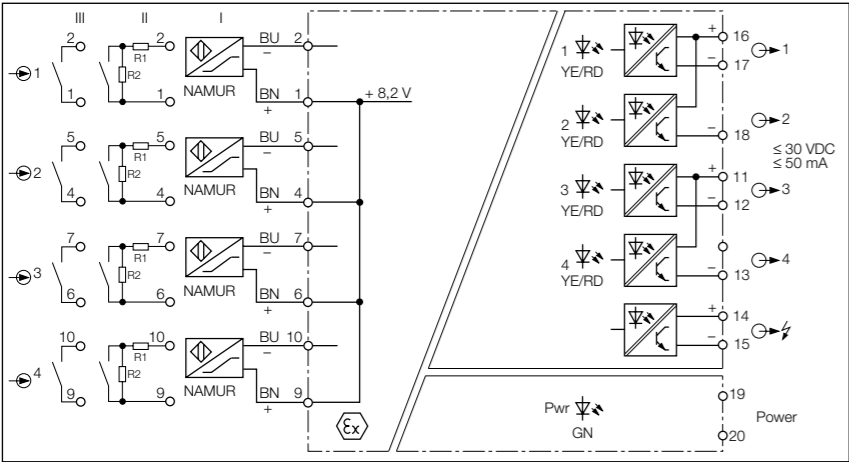 III II I
2 2 BU 2
−
R1
1 R2
NAMUR
1 1 BN 1 + 8,2 V
+
5 5 BU 5
−
R1
2 R2
NAMUR
4 4 BN 4
+
7 7 BU 7
−
R1
3 R2
NAMUR
6 6 BN 6
+
10 10 BU 10
−
R1
4 R2
NAMUR
9 9 BN 9
+
Ex
1 + 16 1
YE/RD − 17
2 − 18 2
YE/RD
≤ 30 VDC
≤ 50 mA
3 + 11 3
YE/RD − 12
4 − 13 4
YE/RD
+ 14
− 15
Pwr 19
GN Power
20